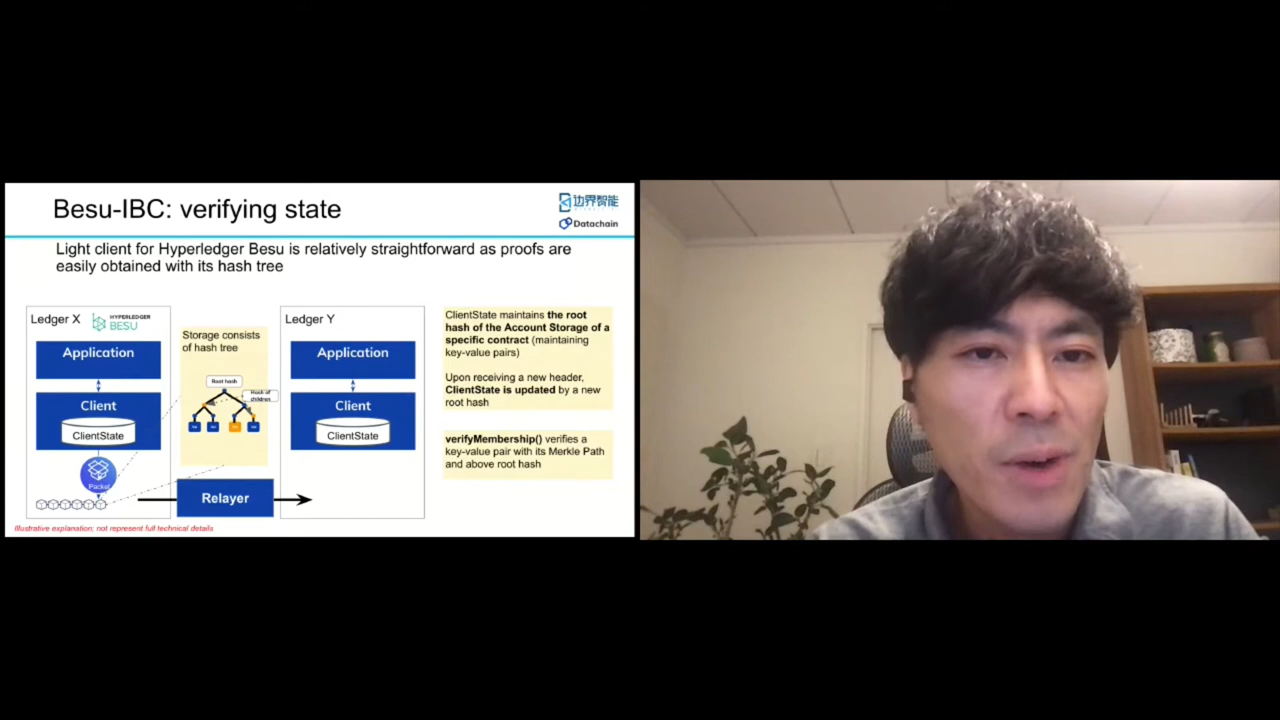 Besu-IBC: verifying state
边界智能
Datachain
Light client for Hyperledger Besu is relatively straightforward as proofs are
easily obtained with its hash tree
Ledger X
HYPERLEDGER
BESU
Application
Client
ClientState
Packet
Storage consists
of hash tree
Root hash
Hash of
children
Relayer
Ledger Y
Application
Client
ClientState
ClientState maintains the root
hash of the Account Storage of a
specific contract (maintaining
key-value pairs)
Upon receiving a new header,
ClientState is updated by a new
root hash
verifyMembership() verifies a
key-value pair with its Merkle Path
and above root hash
Illustrative explanation; not represent full technical details